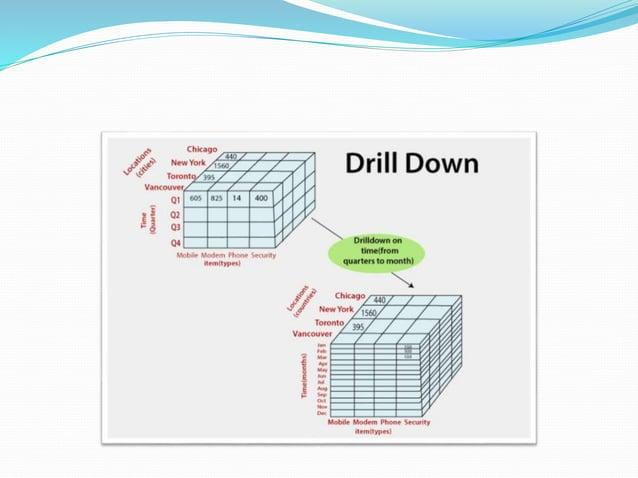 Drill Down
Locations
(cities)
Chicago
New York
Toronto
Vancouver
440
1560
395
Time
(Quarter)
Q1
Q2
Q3
Q4
605 825 14 400
Mobile Modem Phone Security
item(types)
Drilldown on
time(from
quarters to month)
Locations
(countries)
Chicago
New York
Toronto
Vancouver
440
1560
395
Time(months)
Jan
Feb
Mar
Apr
May
Jun
Jul
Aug
Sep
Oct
Nov
Dec
Mobile Modem Phone Security
item(types)